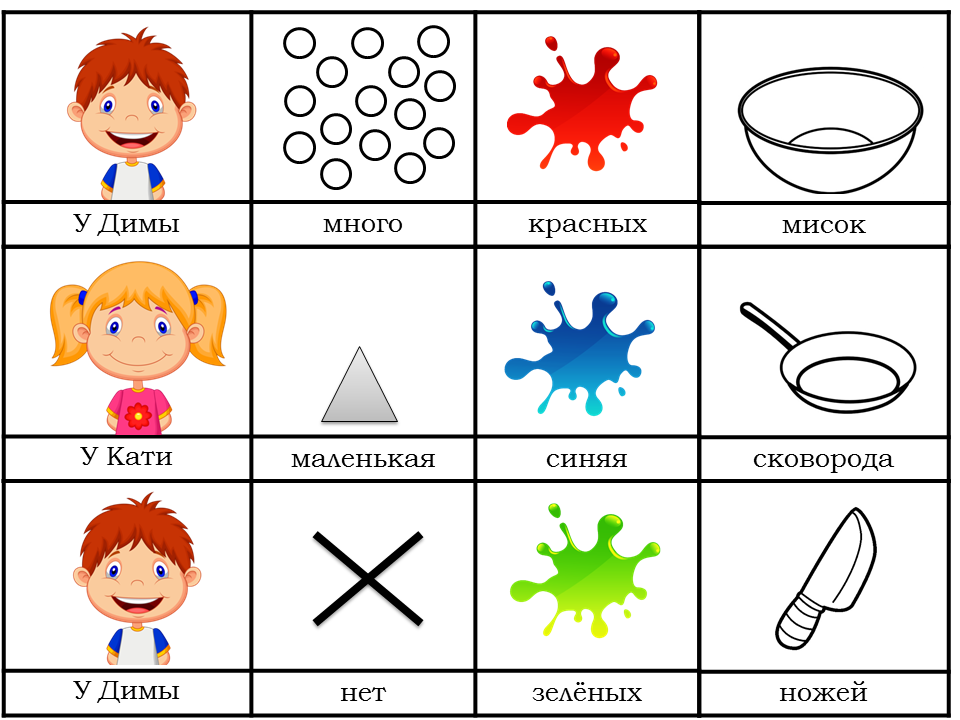 У Димы много красных мисок
У Кати маленькая синяя сковорода
У Димы нет зелёных ножей